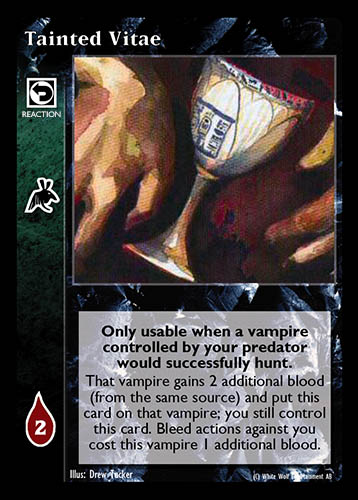 Tainted Vitae
REACTION
Only usable when a vampire
controlled by your predator
would successfully hunt.
That vampire gains 2 additional blood
(from the same source) and put this
card on that vampire; you still control
this card. Bleed actions against you
cost this vampire 1 additional blood.
2
Illus: Drew Tucker
(C) White Wolf Entertainment AB